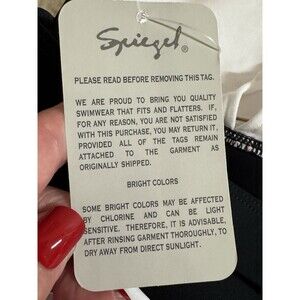 Spiegel®
PLEASE READ BEFORE REMOVING THIS TAG.
WE ARE PROUD TO BRING YOU QUALITY
SWIMWEAR THAT FITS AND FLATTERS. IF,
FOR ANY REASON, YOU ARE NOT SATISFIED
WITH THIS PURCHASE, YOU MAY RETURN IT,
PROVIDED ALL OF THE TAGS REMAIN
ATTACHED TO THE GARMENT AS
ORIGINALLY SHIPPED.
BRIGHT COLORS
SOME BRIGHT COLORS MAY BE AFFECTED
BY CHLORINE AND CAN BE LIGHT
SENSITIVE. THEREFORE, IT IS ADVISABLE,
AFTER RINSING GARMENT THOROUGHLY, TO
DRY AWAY FROM DIRECT SUNLIGHT.